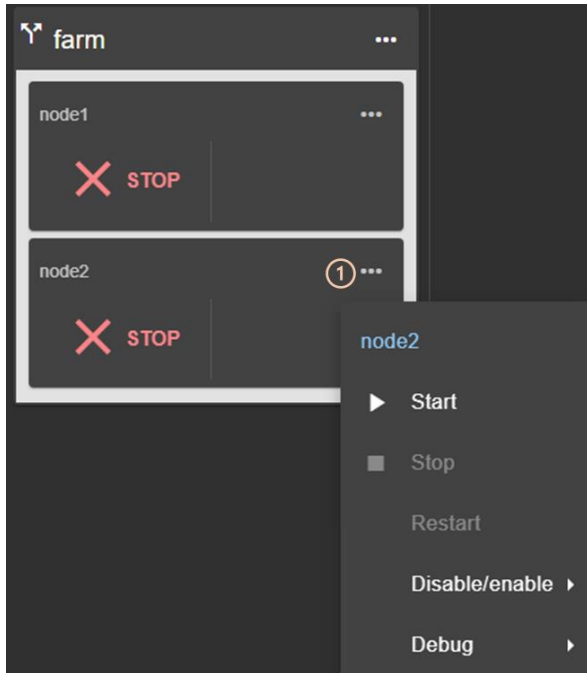 farm
node1
STOP
node2
1
STOP
node2
Start
Stop
Restart
Disable/enable
Debug